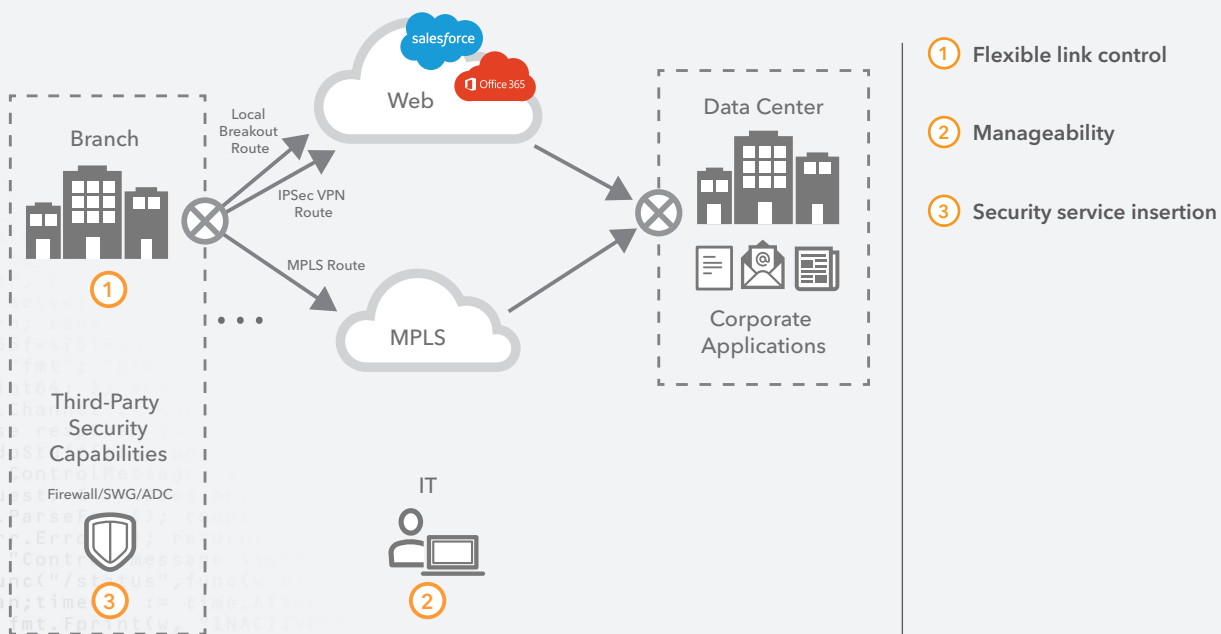 salesforce
Office 365
Web
Local
Breakout
Route
IPSec VPN
Route
MPLS Route
Branch
1
...
MPLS
Data Center
@
Corporate
Applications
Third-Party
Security
Capabilities
Firewall/SWG/ADC
3
IT
2
1 Flexible link control
2 Manageability
3 Security service insertion